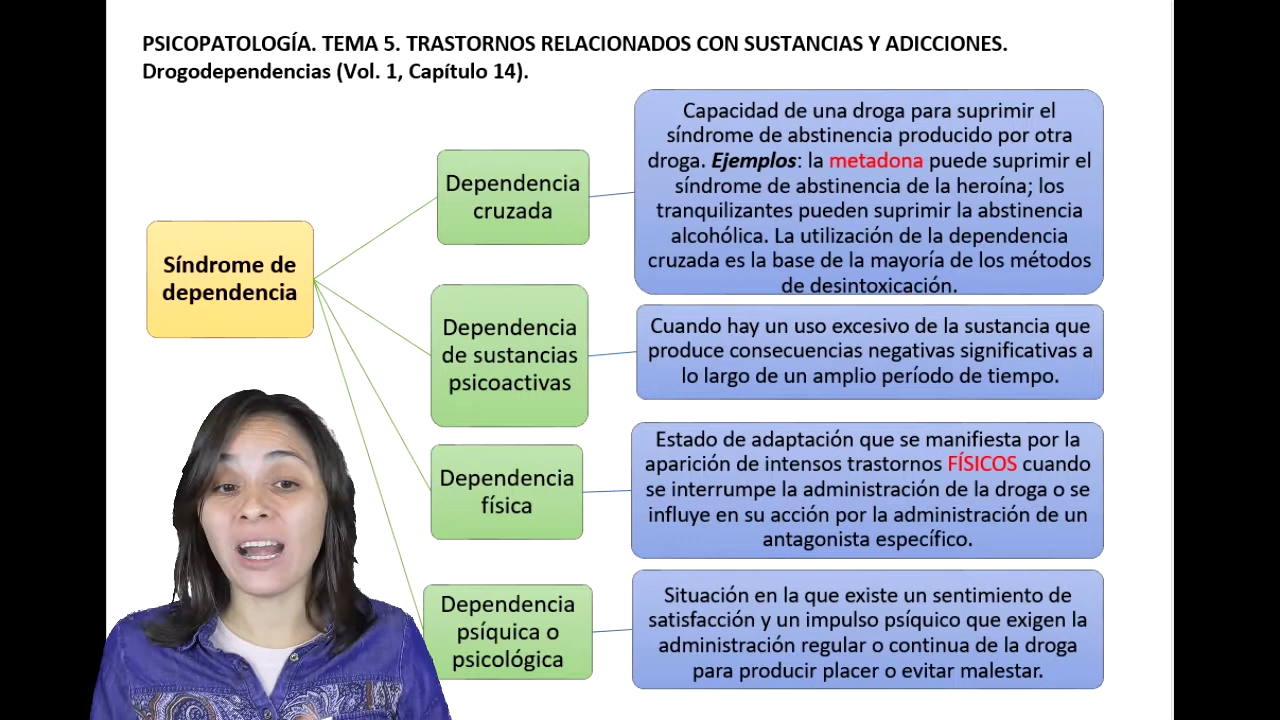 PSICOPATOLOGÍA. TEMA 5. TRASTORNOS RELACIONADOS CON SUSTANCIAS Y ADICCIONES.
Drogodependencias (Vol. 1, Capítulo 14).
Síndrome de
dependencia
Dependencia
cruzada
Capacidad de una droga para suprimir el
síndrome de abstinencia producido por otra
droga. Ejemplos: la metadona puede suprimir el
síndrome de abstinencia de la heroína; los
tranquilizantes pueden suprimir la abstinencia
alcohólica. La utilización de la dependencia
cruzada es la base de la mayoría de los métodos
de desintoxicación.
Dependencia
de sustancias
psicoactivas
Cuando hay un uso excesivo de la sustancia que
produce consecuencias negativas significativas a
lo largo de un amplio período de tiempo.
Dependencia
física
Estado de adaptación que se manifiesta por la
aparición de intensos trastornos FÍSICOS cuando
se interrumpe la administración de la droga o se
influye en su acción por la administración de un
antagonista específico.
Dependencia
psíquica o
psicológica
Situación en la que existe un sentimiento de
satisfacción y un impulso psíquico que exigen la
administración regular o continua de la droga
para producir placer o evitar malestar.